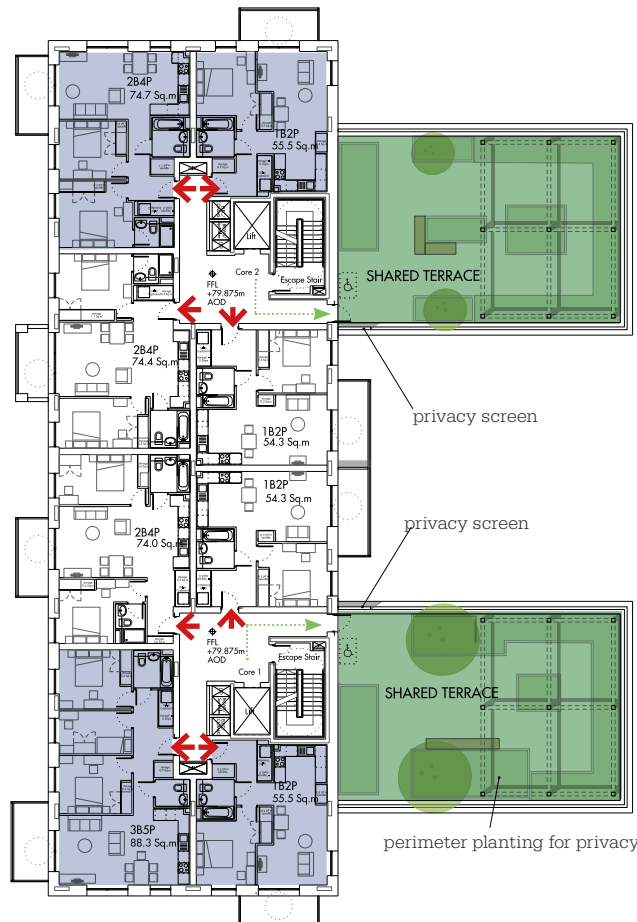 2B4P
74.7 Sq.m
1B2P
55.5 Sq.m
Lift
Core 2
Escape Stair
FFL
+79.875m
AOD
SHARED TERRACE
2B4P
74.4 Sq.m
privacy screen
1B2P
54.3 Sq.m
1B2P
54.3 Sq.m
privacy screen
2B4P
74.0 Sq.m
FFL
+79.875m
AOD
Escape Stair
Core 1
SHARED TERRACE
Lift
1B2P
55.5 Sq.m
3B5P
88.3 Sq.m
perimeter planting for privacy